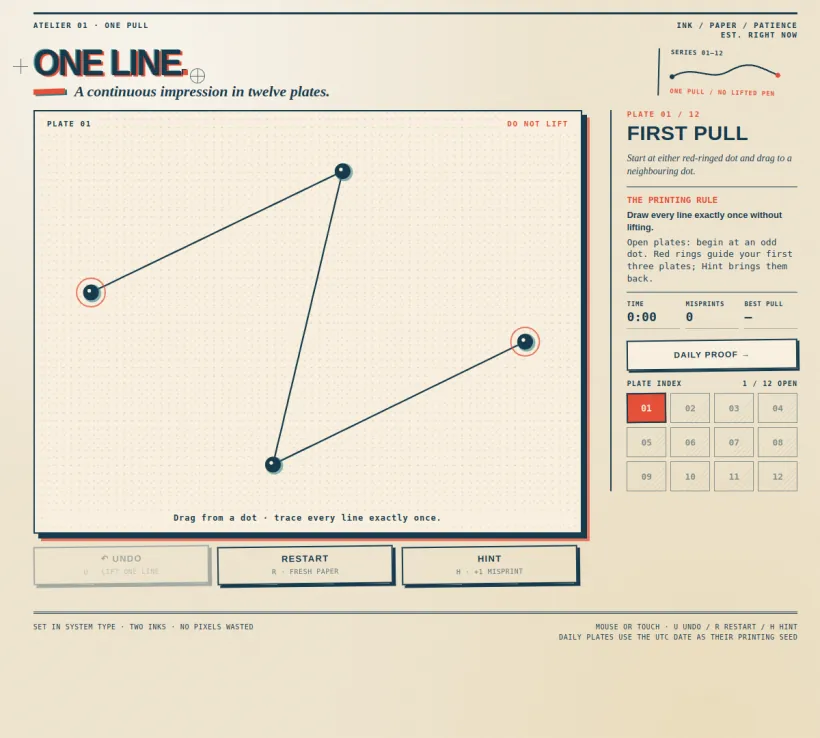 ATELIER 01 · ONE PULL
INK / PAPER / PATIENCE
EST. RIGHT NOW
ONE LINE.
A continuous impression in twelve plates.
SERIES 01—12
ONE PULL / NO LIFTED PEN
PLATE 01
DO NOT LIFT
Drag from a dot · trace every line exactly once.
↶ UNDO
U · LIFT ONE LINE
RESTART
R · FRESH PAPER
HINT
H · +1 MISPRINT
PLATE 01 / 12
FIRST PULL
Start at either red-ringed dot and drag to a
neighbouring dot.
THE PRINTING RULE
Draw every line exactly once without
lifting.
Open plates: begin at an odd
dot. Red rings guide your first
three plates; Hint brings them
back.
TIME
MISPRINTS
BEST PULL
0:00
0
—
DAILY PROOF →
PLATE INDEX
1 / 12 OPEN
01
02
03
04
05
06
07
08
09
10
11
12
SET IN SYSTEM TYPE · TWO INKS · NO PIXELS WASTED
MOUSE OR TOUCH · U UNDO / R RESTART / H HINT
DAILY PLATES USE THE UTC DATE AS THEIR PRINTING SEED